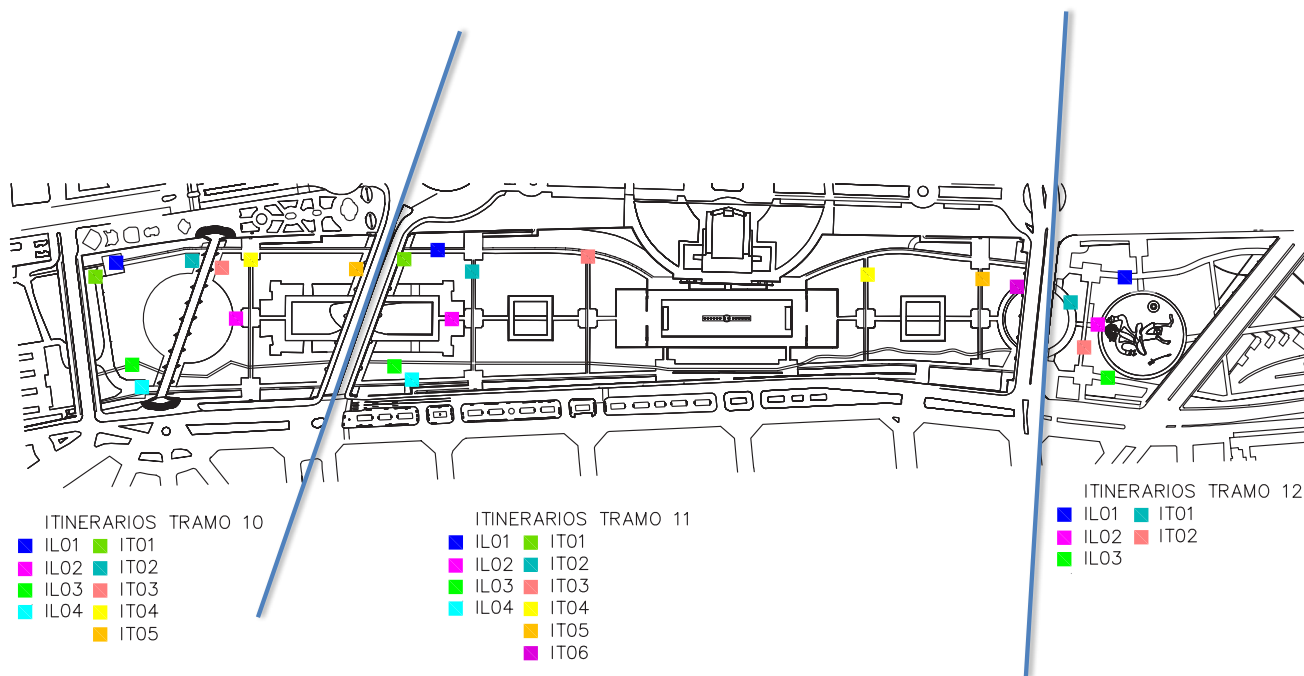 ITINERARIOS TRAMO 10
IL01 IT01
IL02 IT02
IL03 IT03
IL04 IT04
IT05
ITINERARIOS TRAMO 11
IL01 IT01
IL02 IT02
IL03 IT03
IL04 IT04
IT05
IT06
ITINERARIOS TRAMO 12
IL01 IT01
IL02 IT02
IL03